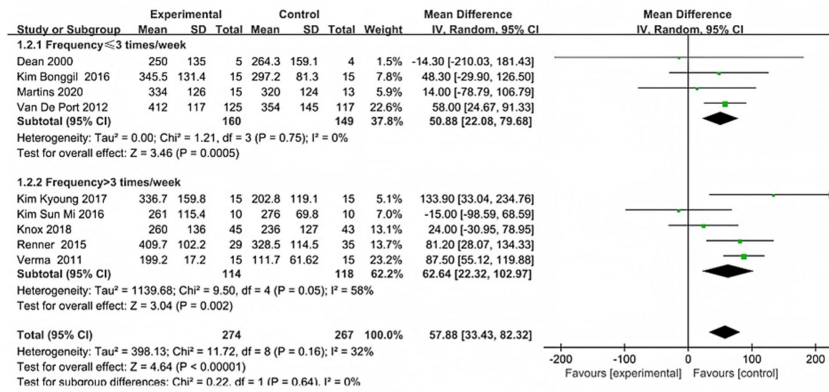 Experimental Control Mean Difference Mean Difference
Study or Subgroup Mean SD Total Mean SD Total Weight IV, Random, 95% CI IV, Random, 95% CI
1.2.1 Frequency≤3 times/week
Dean 2000 250 135 5 264.3 159.1 4 1.5% -14.30 [-210.03, 181.43]
Kim Bonggil 2016 345.5 131.4 15 297.2 81.3 15 8.5% 48.30 [-29.90, 126.50]
Martins 2020 334 126 15 320 124 13 5.9% 14.00 [-78.79, 106.79]
Van De Port 2012 412 117 125 354 145 117 22.6% 58.00 [24.67, 91.33]
Subtotal (95% CI) 160 149 37.8% 50.88 [22.08, 79.68]
Heterogeneity: Tau² = 0.00; Chi² = 1.21, df = 3 (P = 0.75); I² = 0%
Test for overall effect: Z = 3.46 (P = 0.0005)
1.2.2 Frequency>3 times/week
Kim Kyoung 2017 336.7 159.8 15 202.8 119.1 15 5.1% 133.90 [33.04, 234.76]
Kim Sun Mi 2016 261 115.4 10 276 69.8 10 7.0% -15.00 [-98.59, 68.59]
Knox 2018 260 136 45 236 127 43 13.1% 24.00 [-30.95, 78.95]
Renner 2015 409.7 102.2 29 328.5 114.5 35 13.7% 81.20 [28.07, 134.33]
Verma 2011 199.2 17.2 15 111.7 61.62 15 23.2% 87.50 [55.12, 119.88]
Subtotal (95% CI) 114 118 62.2% 62.64 [22.32, 102.97]
Heterogeneity: Tau² = 1139.68; Chi² = 9.50, df = 4 (P = 0.05); I² = 58%
Test for overall effect: Z = 3.04 (P = 0.002)
Total (95% CI) 274 267 100.0% 57.88 [33.43, 82.32]
Heterogeneity: Tau² = 398.13; Chi² = 11.72, df = 8 (P = 0.16); I² = 32%
Test for overall effect: Z = 4.64 (P < 0.00001)
Test for subgroup differences: Chi² = 0.22, df = 1 (P = 0.64), I² = 0%
-200 -100 0 100 200
Favours [experimental] Favours [control]